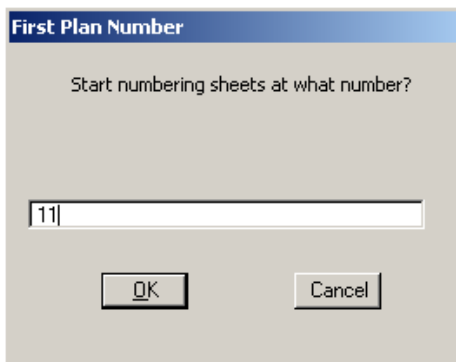 First Plan Number
Start numbering sheets at what number?
11
OK
Cancel